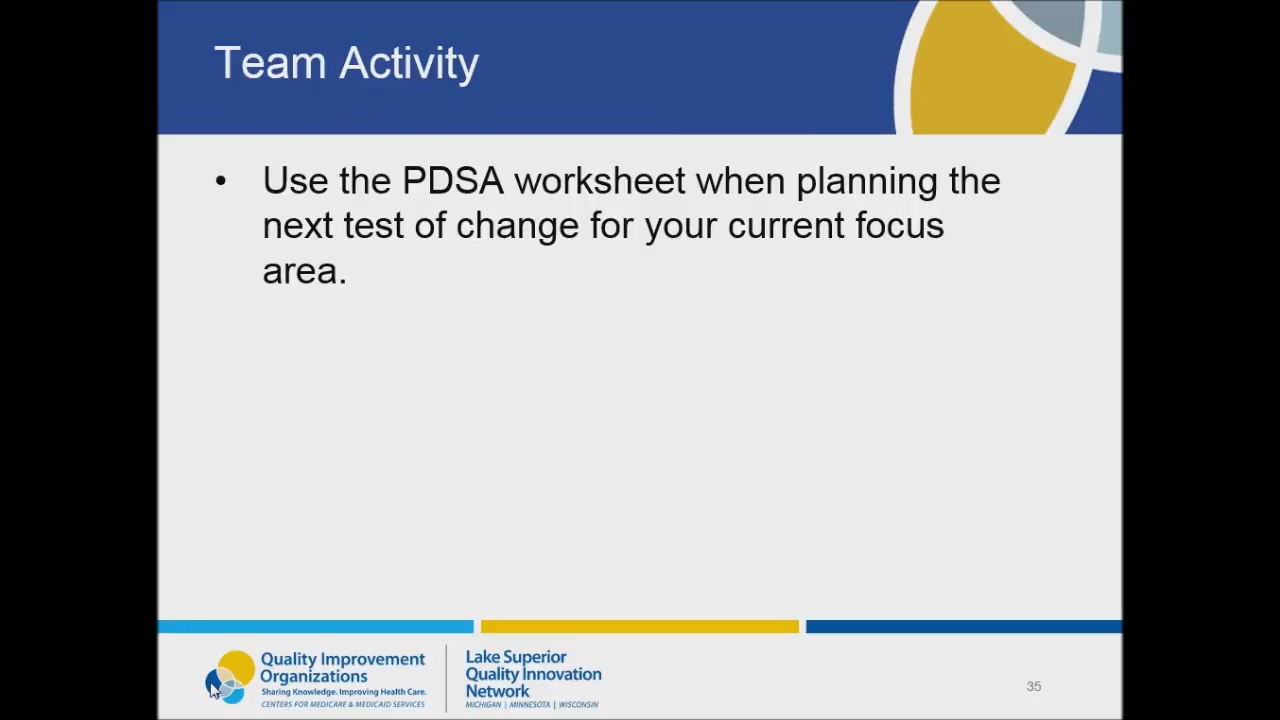 Team Activity
• Use the PDSA worksheet when planning the
next test of change for your current focus
area.
Quality Improvement
Organizations
Sharing Knowledge. Improving Health Care.
CENTERS FOR MEDICARE & MEDICAID SERVICES
Lake Superior
Quality Innovation
Network
MICHIGAN | MINNESOTA | WISCONSIN
35